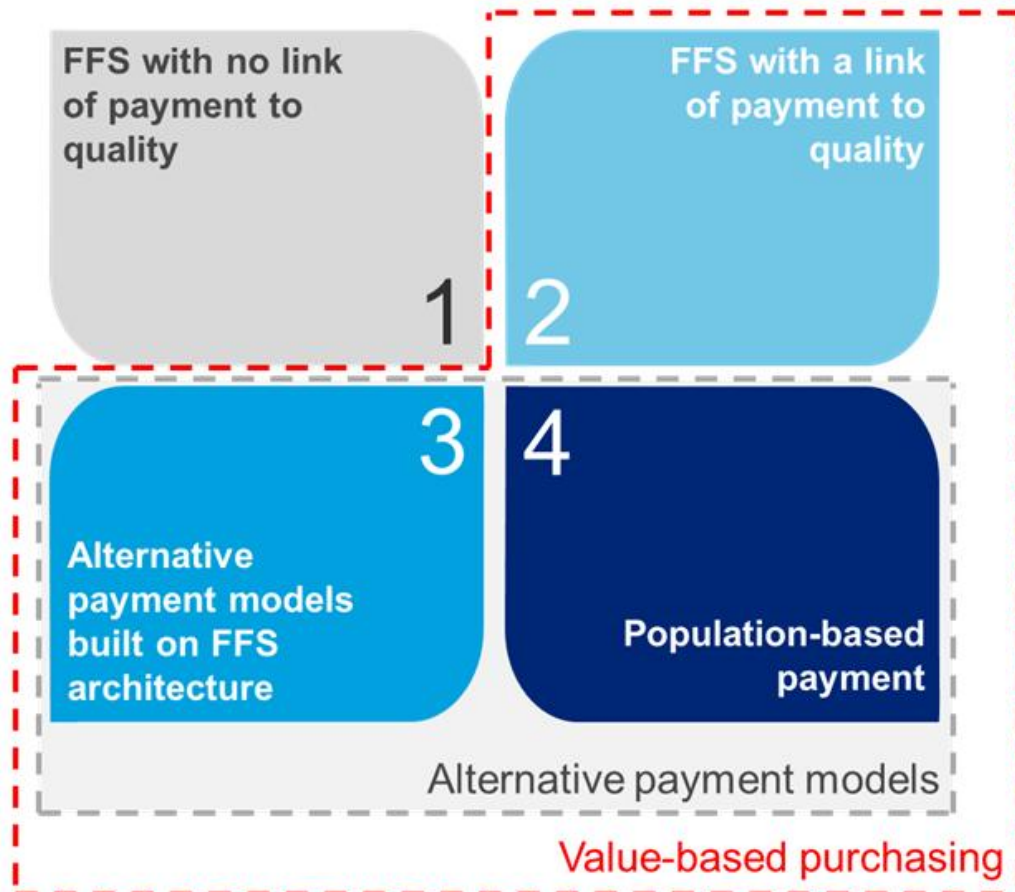 FFS with no link
of payment to
quality
1
FFS with a link
of payment to
quality
2
3
Alternative
payment models
built on FFS
architecture
4
Population-based
payment
Alternative payment models
Value-based purchasing